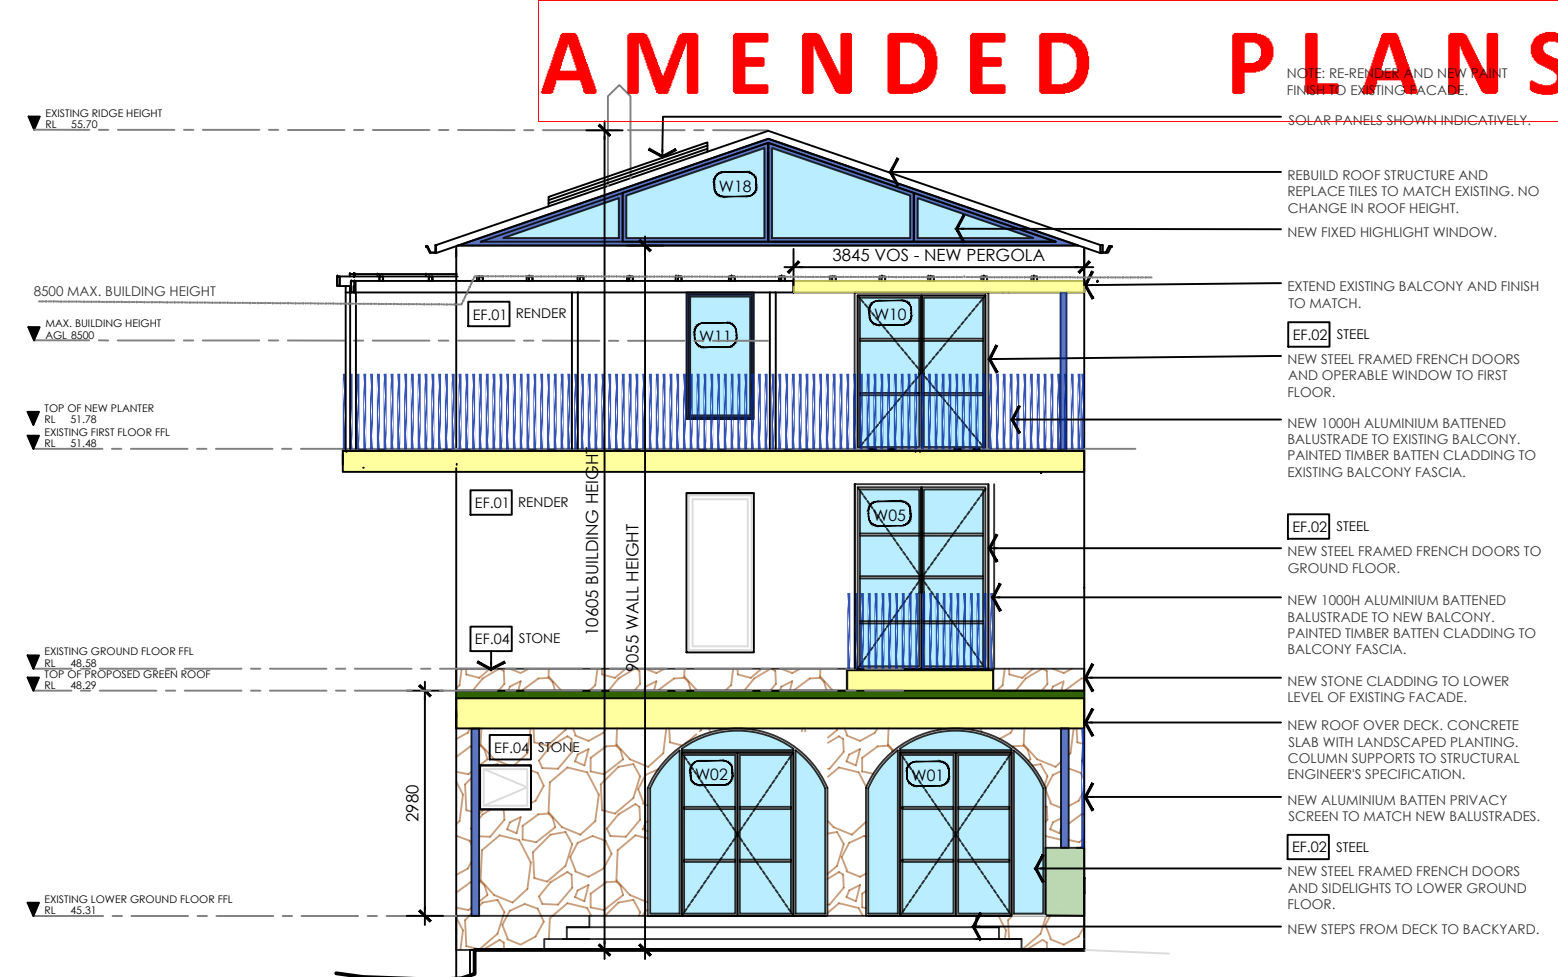 AMENDED PLANS
NOTE: RE-RENDER AND NEW PAINT
FINISH TO EXISTING FACADE.
SOLAR PANELS SHOWN INDICATIVELY.
EXISTING RIDGE HEIGHT
RL 55.70
W18
REBUILD ROOF STRUCTURE AND
REPLACE TILES TO MATCH EXISTING. NO
CHANGE IN ROOF HEIGHT.
NEW FIXED HIGHLIGHT WINDOW.
3845 VOS - NEW PERGOLA
8500 MAX. BUILDING HEIGHT
EXTEND EXISTING BALCONY AND FINISH
TO MATCH.
EF.01 RENDER
W10
W11
MAX. BUILDING HEIGHT
AGL 8500
EF.02 STEEL
NEW STEEL FRAMED FRENCH DOORS
AND OPERABLE WINDOW TO FIRST
FLOOR.
TOP OF NEW PLANTER
RL 51.78
EXISTING FIRST FLOOR FFL
RL 51.48
NEW 1000H ALUMINIUM BATTENED
BALUSTRADE TO EXISTING BALCONY.
PAINTED TIMBER BATTEN CLADDING TO
EXISTING BALCONY FASCIA.
10605 BUILDING HEIGHT
9055 WALL HEIGHT
EF.01 RENDER
W05
EF.02 STEEL
NEW STEEL FRAMED FRENCH DOORS TO
GROUND FLOOR.
NEW 1000H ALUMINIUM BATTENED
BALUSTRADE TO NEW BALCONY.
PAINTED TIMBER BATTEN CLADDING TO
BALCONY FASCIA.
EF.04 STONE
EXISTING GROUND FLOOR FFL
RL 48.58
TOP OF PROPOSED GREEN ROOF
RL 48.29
NEW STONE CLADDING TO LOWER
LEVEL OF EXISTING FACADE.
NEW ROOF OVER DECK. CONCRETE
SLAB WITH LANDSCAPED PLANTING.
COLUMN SUPPORTS TO STRUCTURAL
ENGINEER'S SPECIFICATION.
EF.04 STONE
W02
W01
2980
NEW ALUMINIUM BATTEN PRIVACY
SCREEN TO MATCH NEW BALUSTRADES.
EF.02 STEEL
NEW STEEL FRAMED FRENCH DOORS
AND SIDELIGHTS TO LOWER GROUND
FLOOR.
EXISTING LOWER GROUND FLOOR FFL
RL 45.31
NEW STEPS FROM DECK TO BACKYARD.